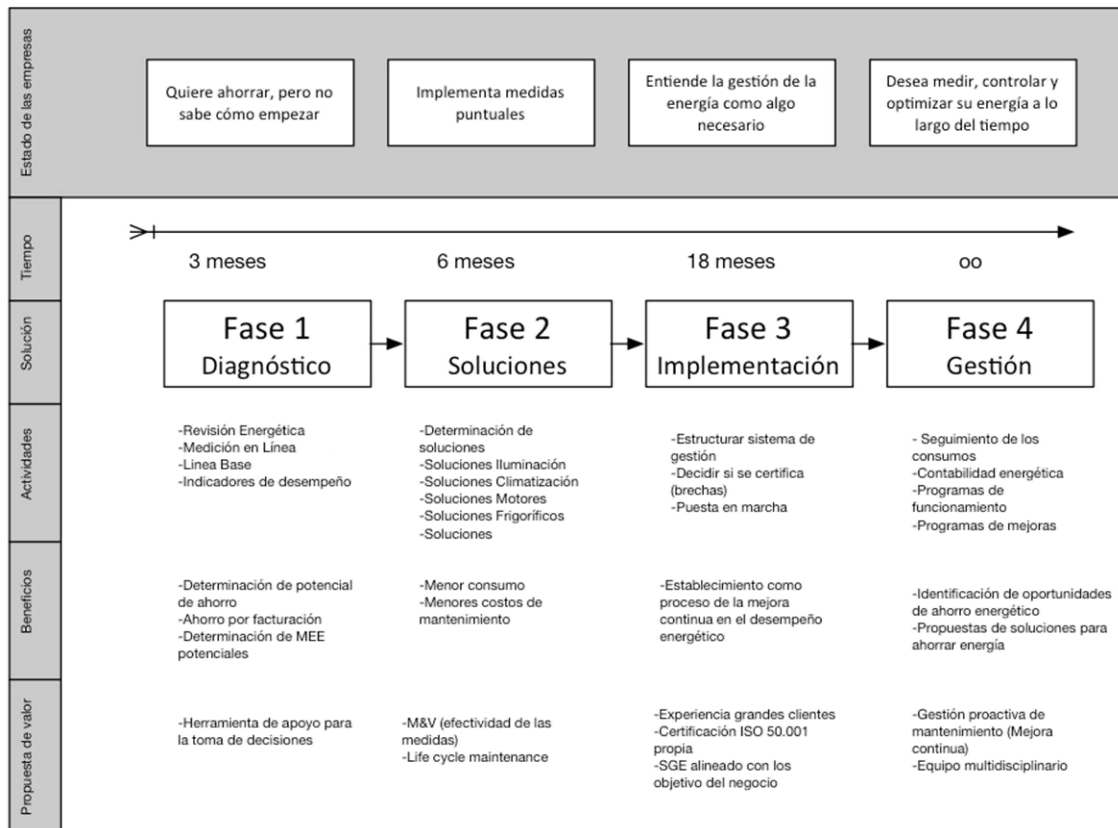 Estado de las empresas
Quiere ahorrar, pero no
sabe cómo empezar
Implementa medidas
puntuales
Entiende la gestión de la
energía como algo
necesario
Desea medir, controlar y
optimizar su energía a lo
largo del tiempo
Tiempo
3 meses
6 meses
18 meses
oo
Solución
Fase 1
Diagnóstico
Fase 2
Soluciones
Fase 3
Implementación
Fase 4
Gestión
Actividades
-Revisión Energética
-Medición en Línea
-Linea Base
-Indicadores de desempeño
-Determinación de
soluciones
-Soluciones Iluminación
-Soluciones Climatización
-Soluciones Motores
-Soluciones Frigoríficos
-Soluciones
-Estructurar sistema de
gestión
-Decidir si se certifica
(brechas)
-Puesta en marcha
- Seguimiento de los
consumos
-Contabilidad energética
-Programas de
funcionamiento
-Programas de mejoras
Beneficios
-Determinación de potencial
de ahorro
-Ahorro por facturación
-Determinación de MEE
potenciales
-Menor consumo
-Menores costos de
mantenimiento
-Establecimiento como
proceso de la mejora
continua en el desempeño
energético
-Identificación de oportunidades
de ahorro energético
-Propuestas de soluciones para
ahorrar energía
Propuesta de valor
-Herramienta de apoyo para
la toma de decisiones
-M&V (efectividad de las
medidas)
-Life cycle maintenance
-Experiencia grandes clientes
-Certificación ISO 50.001
propia
-SGE alineado con los
objetivo del negocio
-Gestión proactiva de
mantenimiento (Mejora
continua)
-Equipo multidisciplinario